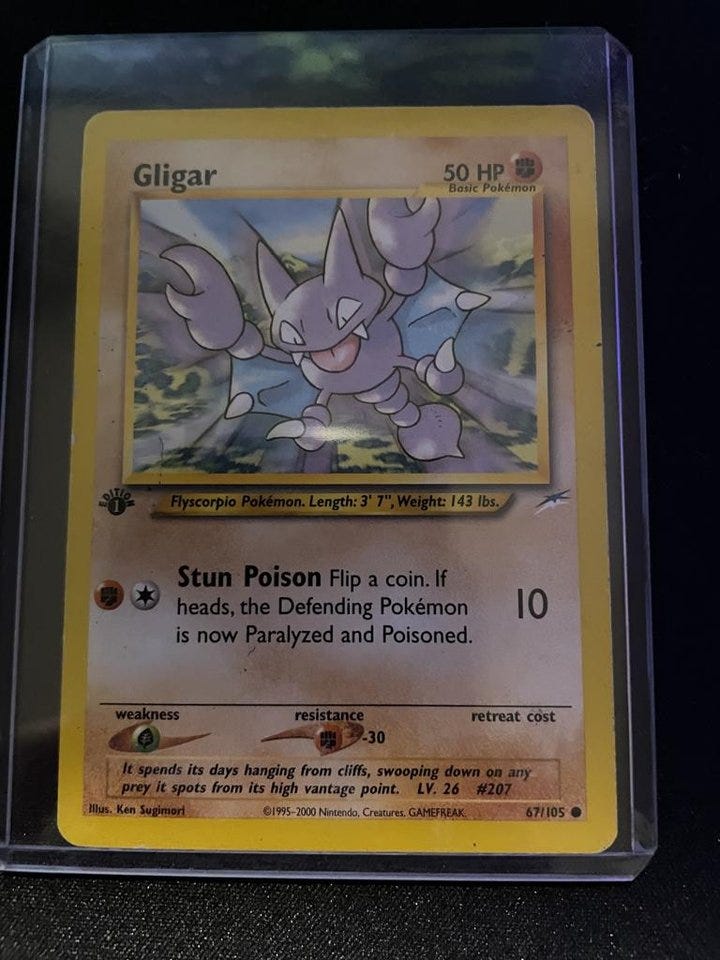 Gligar
50 HP
Basic Pokémon
EDITION
1
Flyscorpio Pokémon. Length: 3' 7", Weight: 143 lbs.
Stun Poison Flip a coin. If
heads, the Defending Pokémon
is now Paralyzed and Poisoned.
10
weakness
resistance
retreat cost
-30
It spends its days hanging from cliffs, swooping down on any
prey it spots from its high vantage point. LV. 26 #207
Illus. Ken Sugimori
©1995-2000 Nintendo, Creatures, GAMEFREAK.
67/105